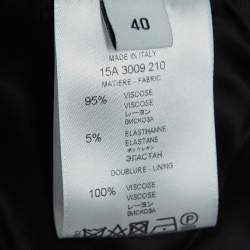 40
MADE IN ITALY
15A 3009 210
MATIERE - FABRIC
95% VISCOSE
VISCOSE
レーヨン
ВИСКОЗА
5% ELASTHANNE
ELASTANE
ポリウレタン
ЭЛАСТАН
DOUBLURE - LINING
100% VISCOSE
VISCOSE
レーヨン
ВИСКОЗА